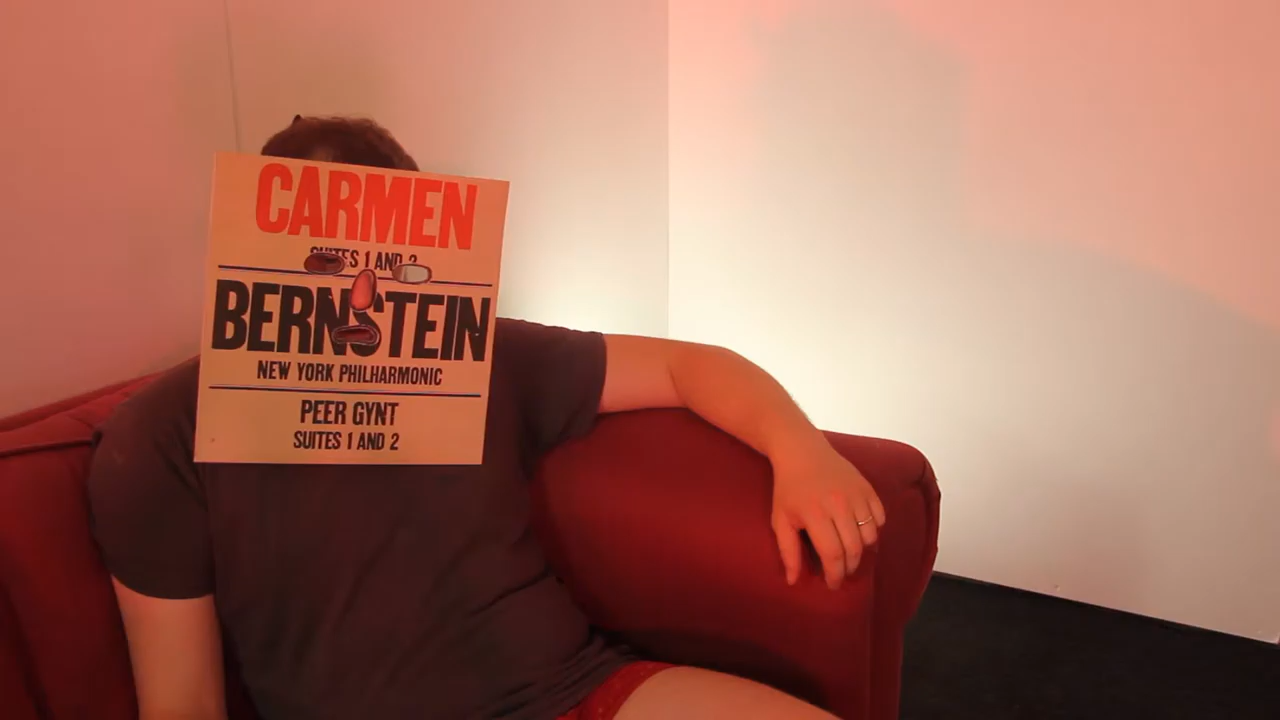 CARMEN
SUITES 1 AND 2
BERNSTEIN
NEW YORK PHILHARMONIC
PEER GYNT
SUITES 1 AND 2